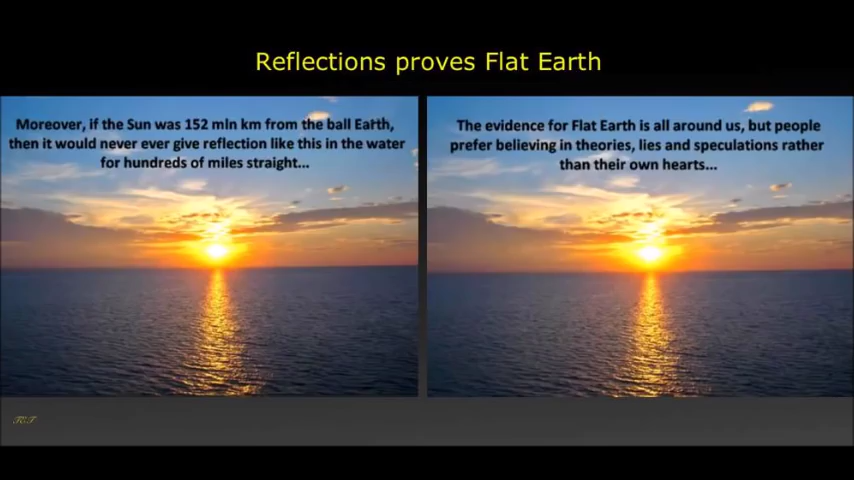 Reflections proves Flat Earth
Moreover, if the Sun was 152 mln km from the ball Earth,
then it would never ever give reflection like this in the water
for hundreds of miles straight...
The evidence for Flat Earth is all around us, but people
prefer believing in theories, lies and speculations rather
than their own hearts...